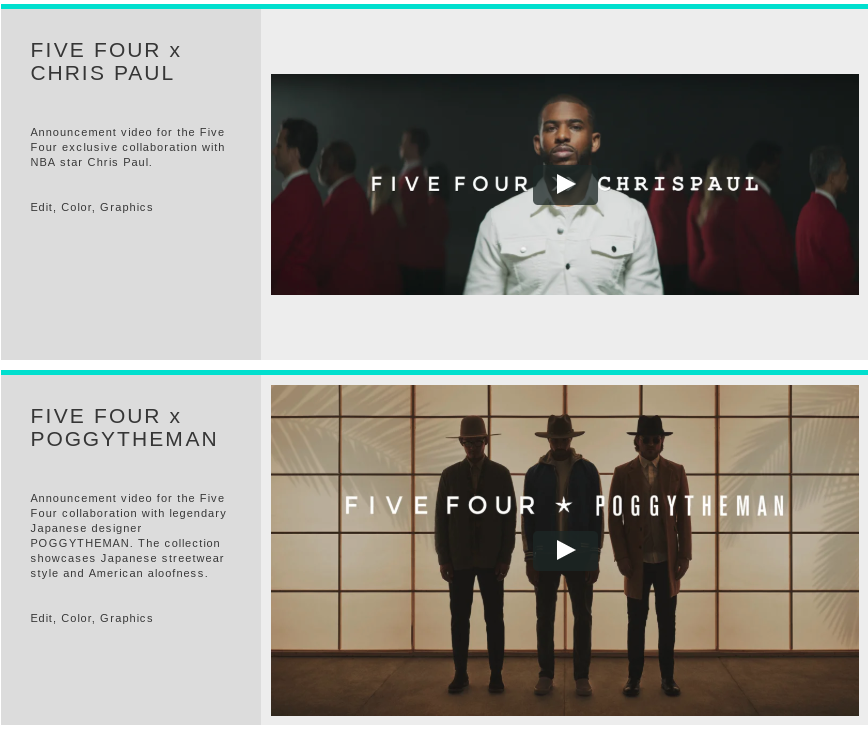 FIVE FOUR x
CHRIS PAUL
Announcement video for the Five
Four exclusive collaboration with
NBA star Chris Paul.
Edit, Color, Graphics
FIVE FOUR CHRISPAUL
FIVE FOUR x
POGGYTHEMAN
Announcement video for the Five
Four collaboration with legendary
Japanese designer
POGGYTHEMAN. The collection
showcases Japanese streetwear
style and American aloofness.
Edit, Color, Graphics
FIVE FOUR ★ POGGYTHEMAN